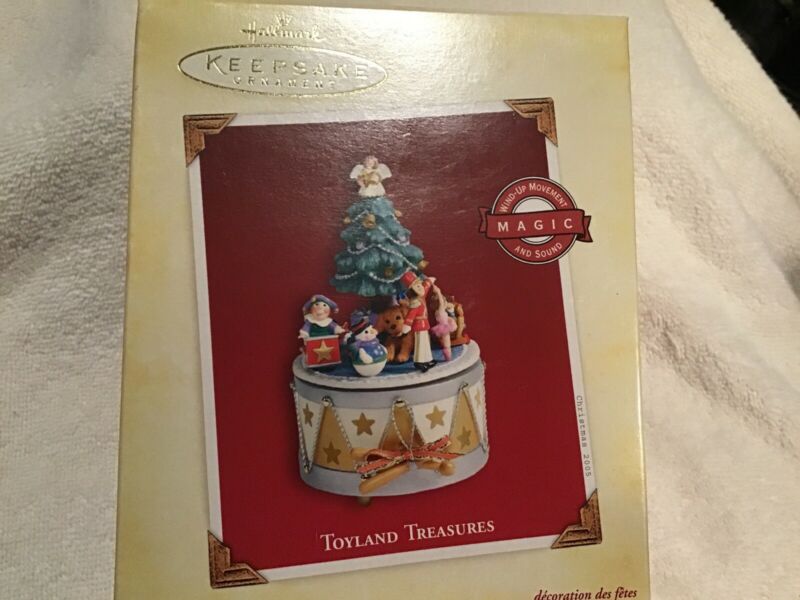 Hallmark
KEEPSAKE
ORNAMENT
WIND-UP MOVEMENT
MAGIC
AND SOUND
Christmas 2005
TOYLAND TREASURES
décoration des fêtes